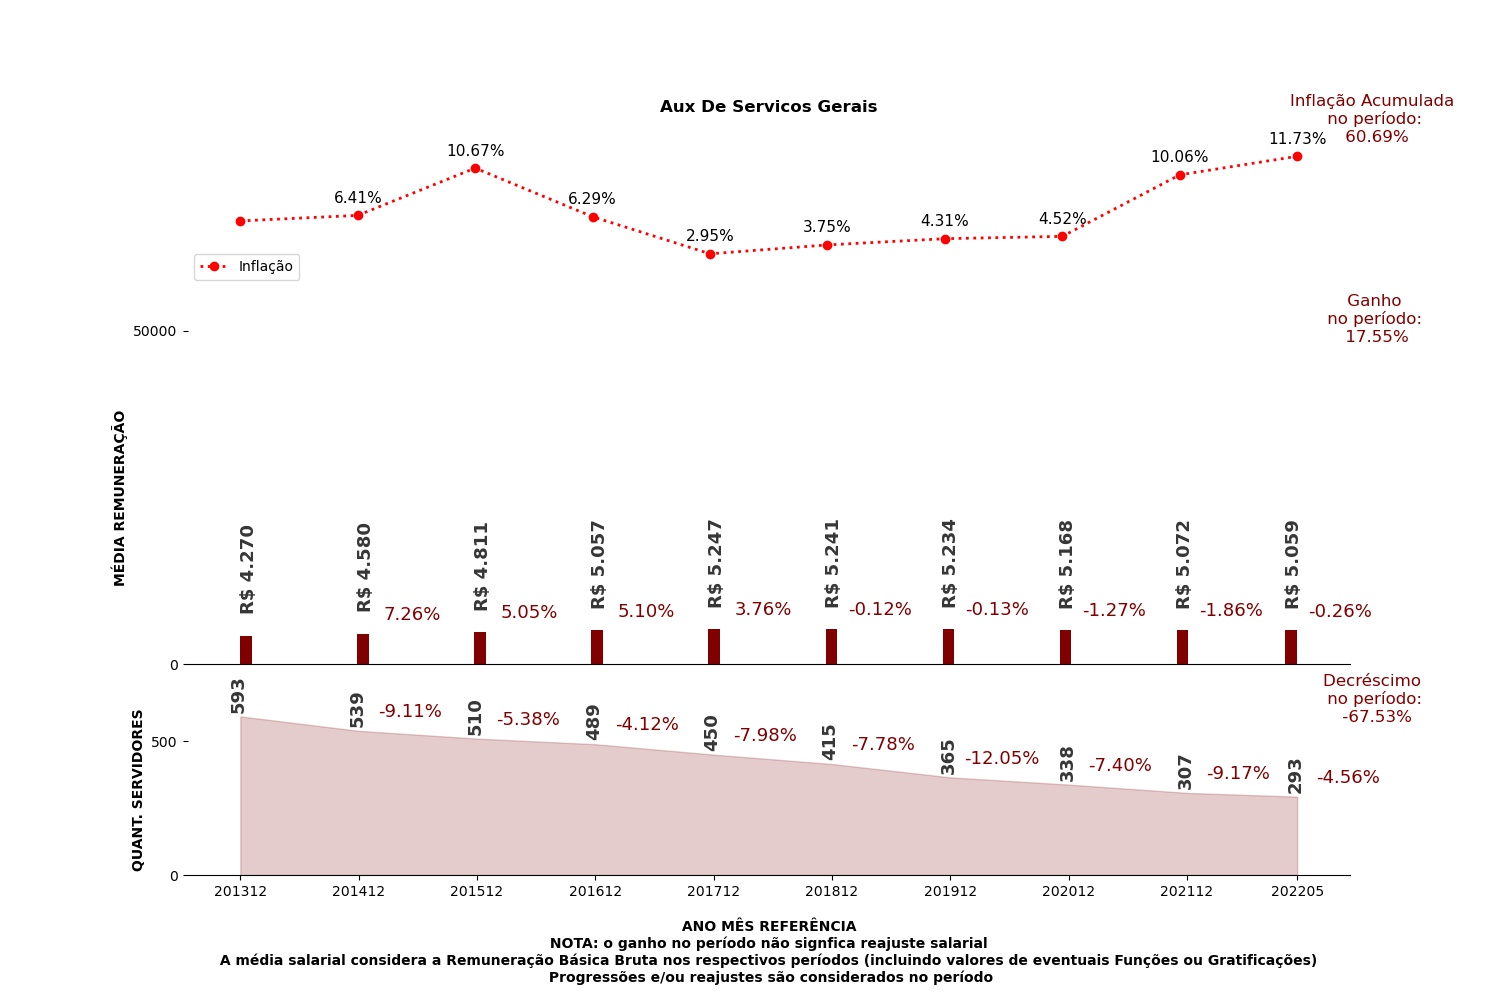 Aux De Servicos Gerais
Inflação Acumulada
no período:
60.69%
6.41%
10.67%
6.29%
2.95%
3.75%
4.31%
4.52%
10.06%
11.73%
Inflação
Ganho
no período:
17.55%
50000
0
MÉDIA REMUNERAÇÃO
R$ 4.270
R$ 4.580
R$ 4.811
R$ 5.057
R$ 5.247
R$ 5.241
R$ 5.234
R$ 5.168
R$ 5.072
R$ 5.059
7.26%
5.05%
5.10%
3.76%
-0.12%
-0.13%
-1.27%
-1.86%
-0.26%
Decréscimo
no período:
-67.53%
500
0
QUANT. SERVIDORES
593
539
510
489
450
415
365
338
307
293
-9.11%
-5.38%
-4.12%
-7.98%
-7.78%
-12.05%
-7.40%
-9.17%
-4.56%
201312
201412
201512
201612
201712
201812
201912
202012
202112
202205
ANO MÊS REFERÊNCIA
NOTA: o ganho no período não signfica reajuste salarial
A média salarial considera a Remuneração Básica Bruta nos respectivos períodos (incluindo valores de eventuais Funções ou Gratificações)
Progressões e/ou reajustes são considerados no período